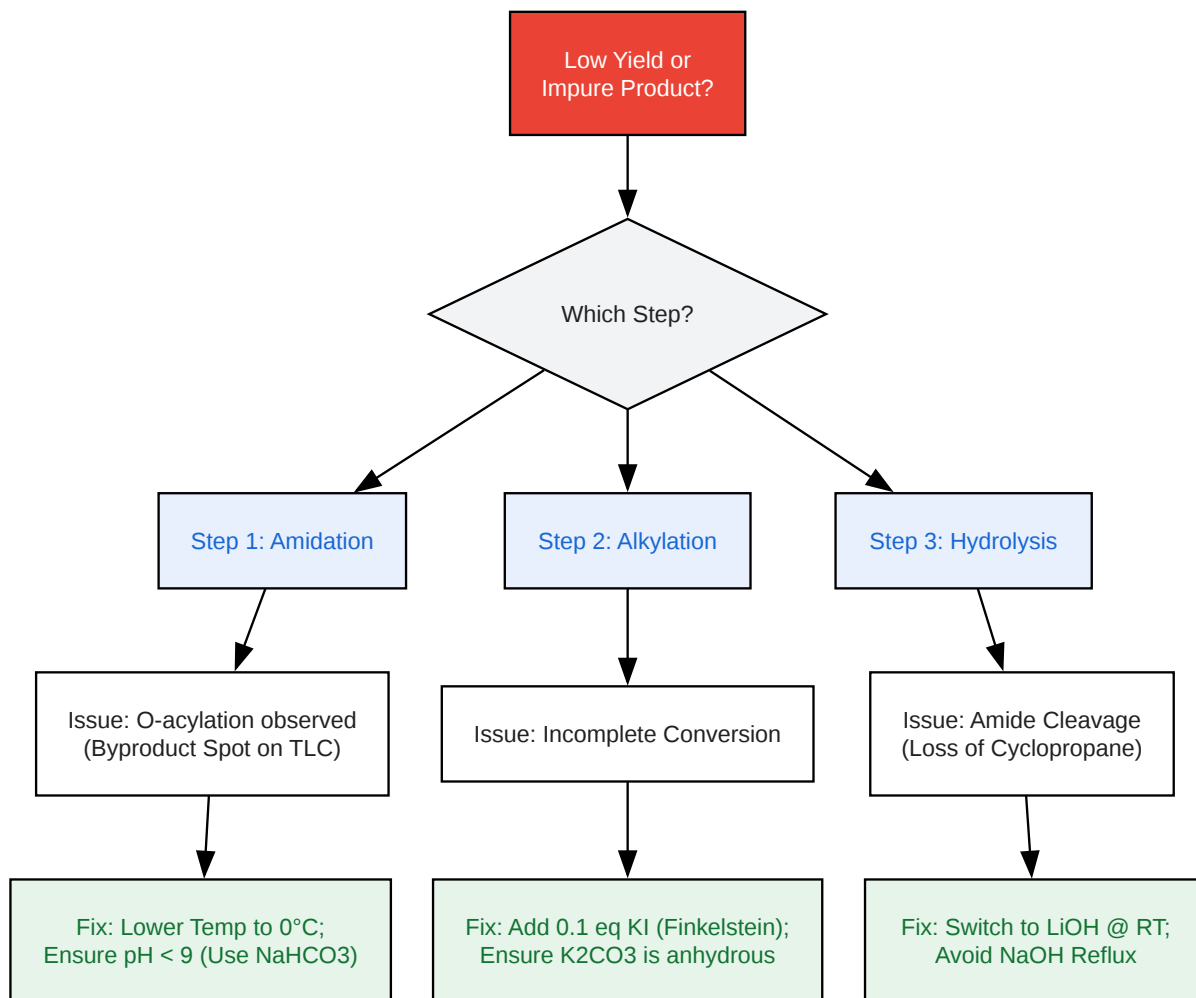 Low Yield or
Impure Product?
Which Step?
Step 1: Amidation
Step 2: Alkylation
Step 3: Hydrolysis
Issue: O-acylation observed
(Byproduct Spot on TLC)
Issue: Incomplete Conversion
Issue: Amide Cleavage
(Loss of Cyclopropane)
Fix: Lower Temp to 0°C;
Ensure pH < 9 (Use NaHCO3)
Fix: Add 0.1 eq KI (Finkelstein);
Ensure K2CO3 is anhydrous
Fix: Switch to LiOH @ RT;
Avoid NaOH Reflux